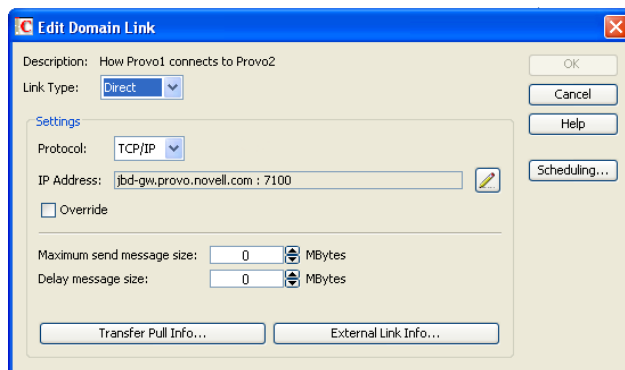 Edit Domain Link
Description: How Provo1 connects to Provo2
OK
Link Type: Direct
Cancel
Settings
Help
Protocol: TCP/IP
IP Address: jbd-gw.provo.novell.com : 7100
Scheduling...
Override
Maximum send message size: 0 MBytes
Delay message size: 0 MBytes
Transfer Pull Info... External Link Info...